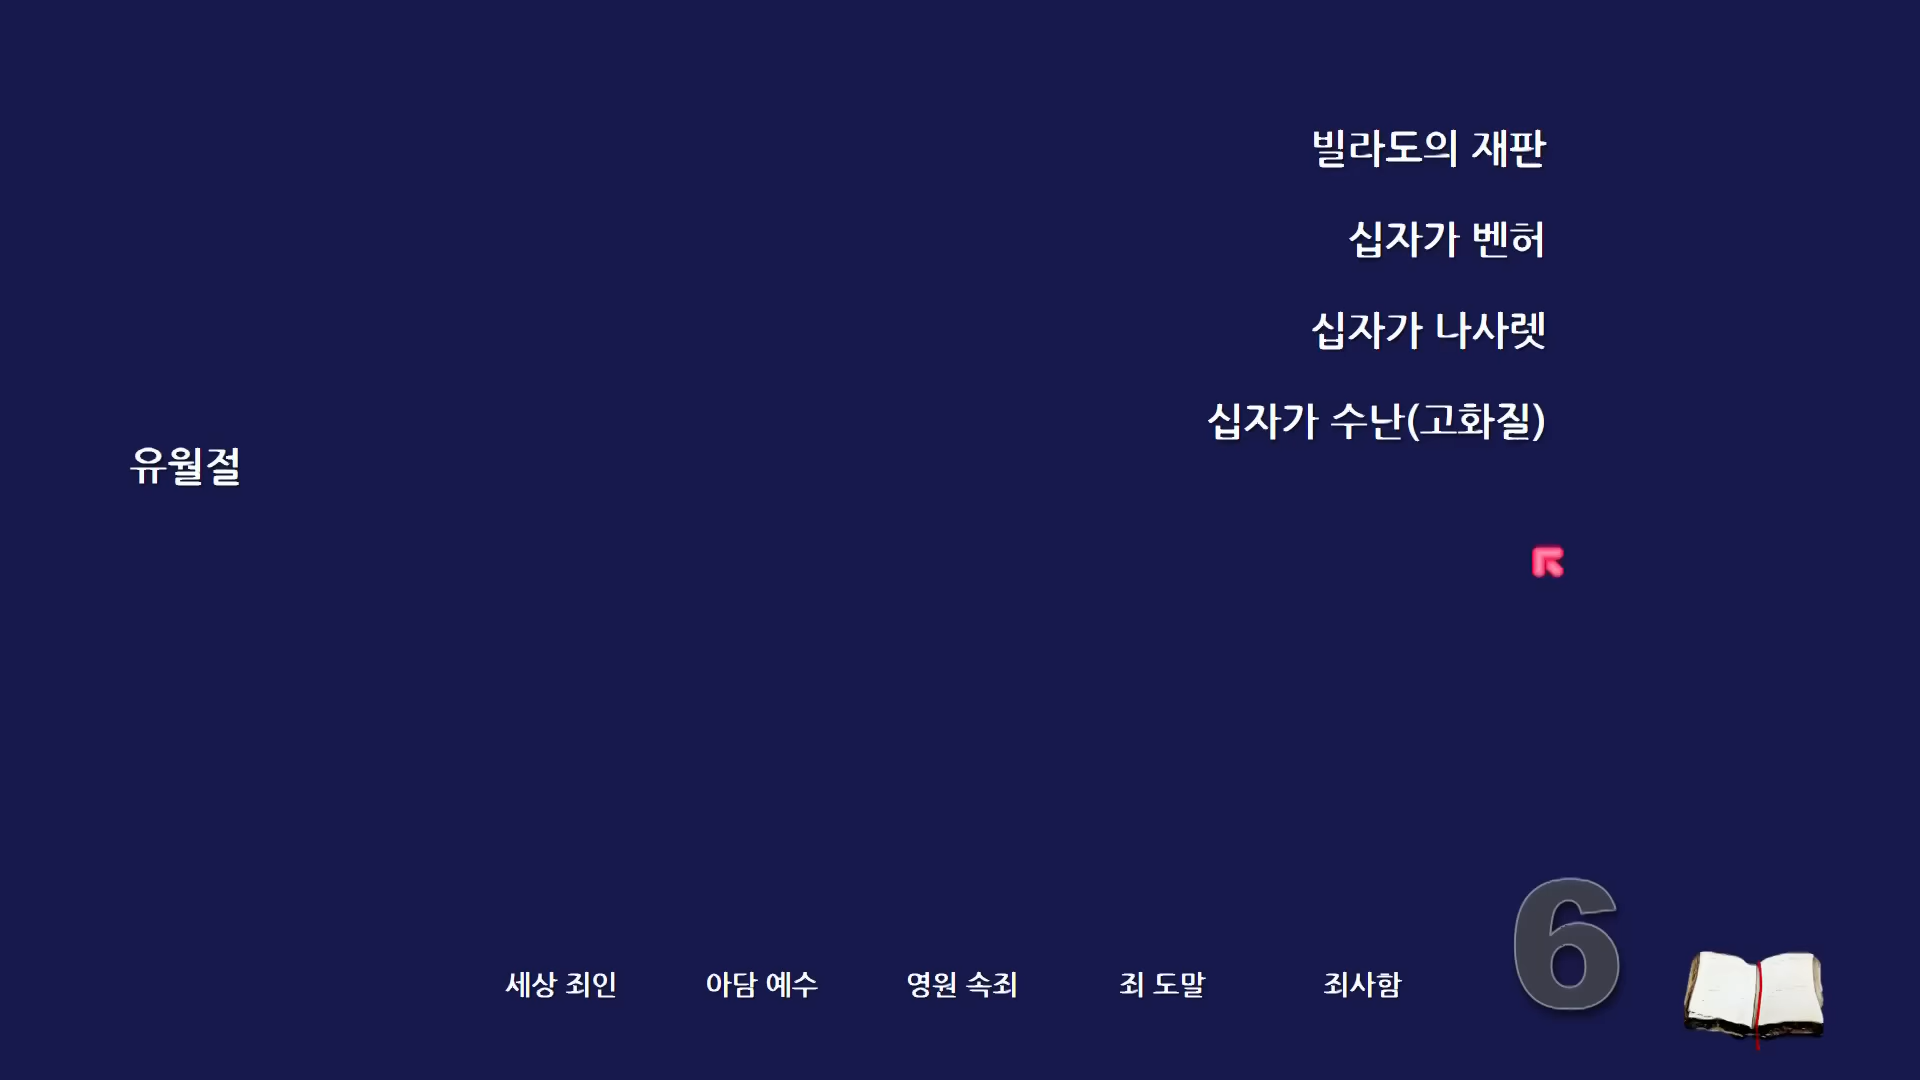 빌라도의 재판
십자가 벤허
십자가 나사렛
십자가 수난(고화질)
유월절
세상 죄인
아담 예수
영원 속죄
죄 도말
죄사함
6